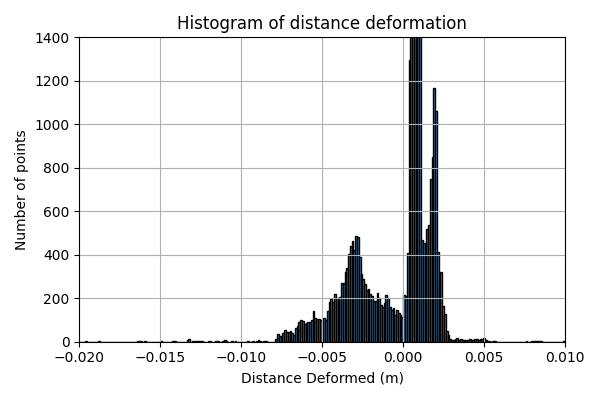 Histogram of distance deformation
1400
1200
1000
800
600
400
200
0
Number of points
−0.020 −0.015 −0.010 −0.005 0.000 0.005 0.010
Distance Deformed (m)